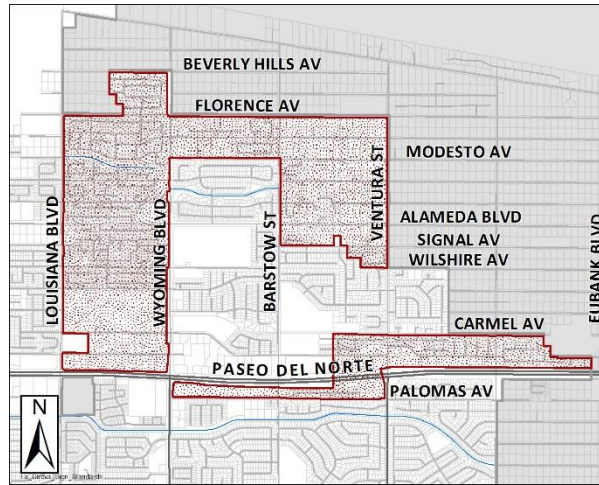 BEVERLY HILLS AV
FLORENCE AV
MODESTO AV
LOUISIANA BLVD
WYOMING BLVD
BARSTOW ST
VENTURA ST
ALAMEDA BLVD
SIGNAL AV
WILSHIRE AV
EUBANK BLVD
CARMEL AV
PASEO DEL NORTE
PALOMAS AV
N